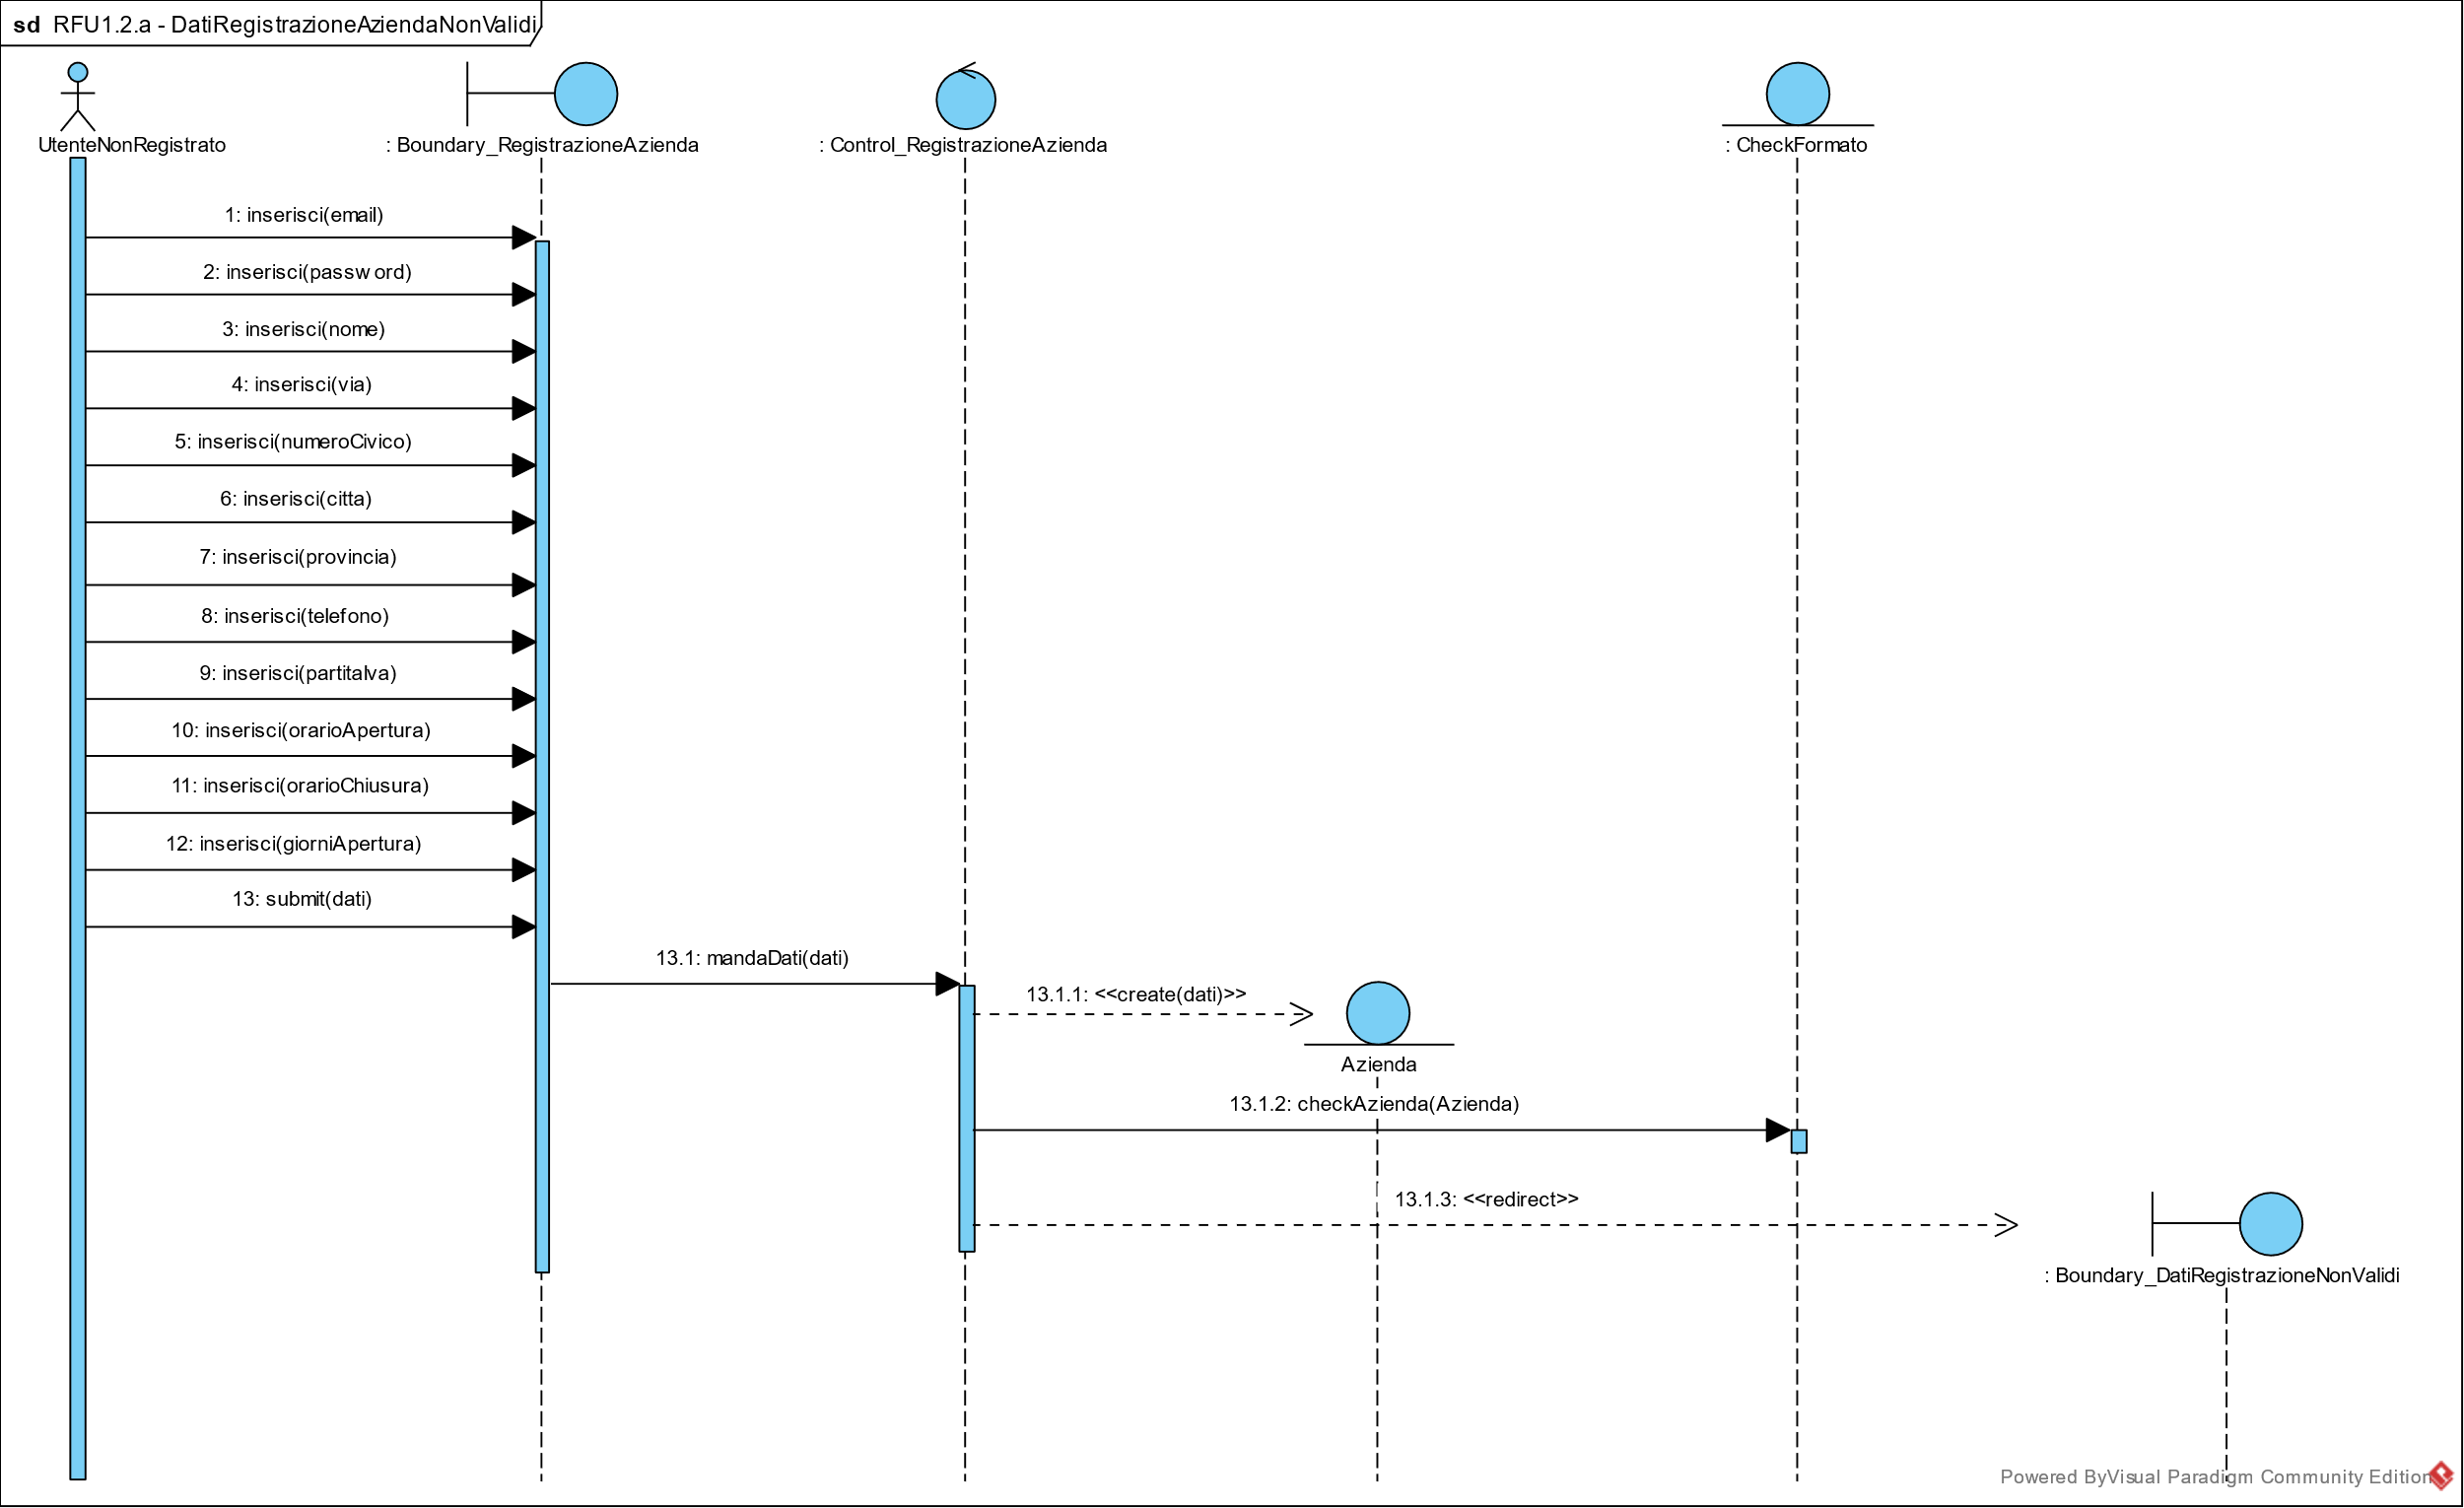 sd RFU1.2.a - DatiRegistrazioneAziendaNonValidi
UtenteNonRegistrato
: Boundary_RegistrazioneAzienda
: Control_RegistrazioneAzienda
: CheckFormato
1: inserisci(email)
2: inserisci(password)
3: inserisci(nome)
4: inserisci(via)
5: inserisci(numeroCivico)
6: inserisci(citta)
7: inserisci(provincia)
8: inserisci(telefono)
9: inserisci(partitaIva)
10: inserisci(orarioApertura)
11: inserisci(orarioChiusura)
12: inserisci(giorniApertura)
13: submit(dati)
13.1: mandaDati(dati)
13.1.1: <<create(dati)>>
Azienda
13.1.2: checkAzienda(Azienda)
13.1.3: <<redirect>>
: Boundary_DatiRegistrazioneNonValidi
Powered ByVisual Paradigm Community Edition